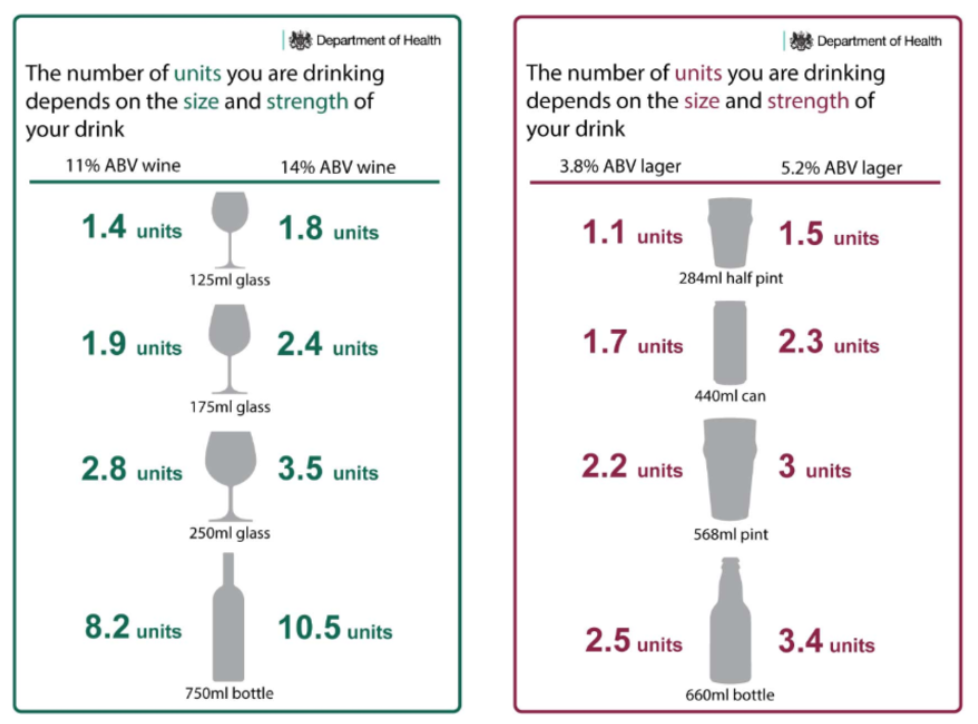 Department of Health
The number of units you are drinking
depends on the size and strength of
your drink
11% ABV wine 14% ABV wine
1.4 units 1.8 units
125ml glass
1.9 units 2.4 units
175ml glass
2.8 units 3.5 units
250ml glass
8.2 units 10.5 units
750ml bottle
Department of Health
The number of units you are drinking
depends on the size and strength of
your drink
3.8% ABV lager 5.2% ABV lager
1.1 units 1.5 units
284ml half pint
1.7 units 2.3 units
440ml can
2.2 units 3 units
568ml pint
2.5 units 3.4 units
660ml bottle